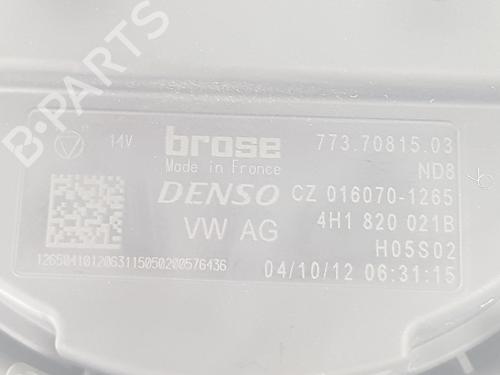 14V brose 773.70815.03
Made in France ND8
DENSO CZ 016070-1265
VW AG 4H1 820 021B
H05S02
1265041012063115050200576436 04/10/12 06:31:15
B-PARTS